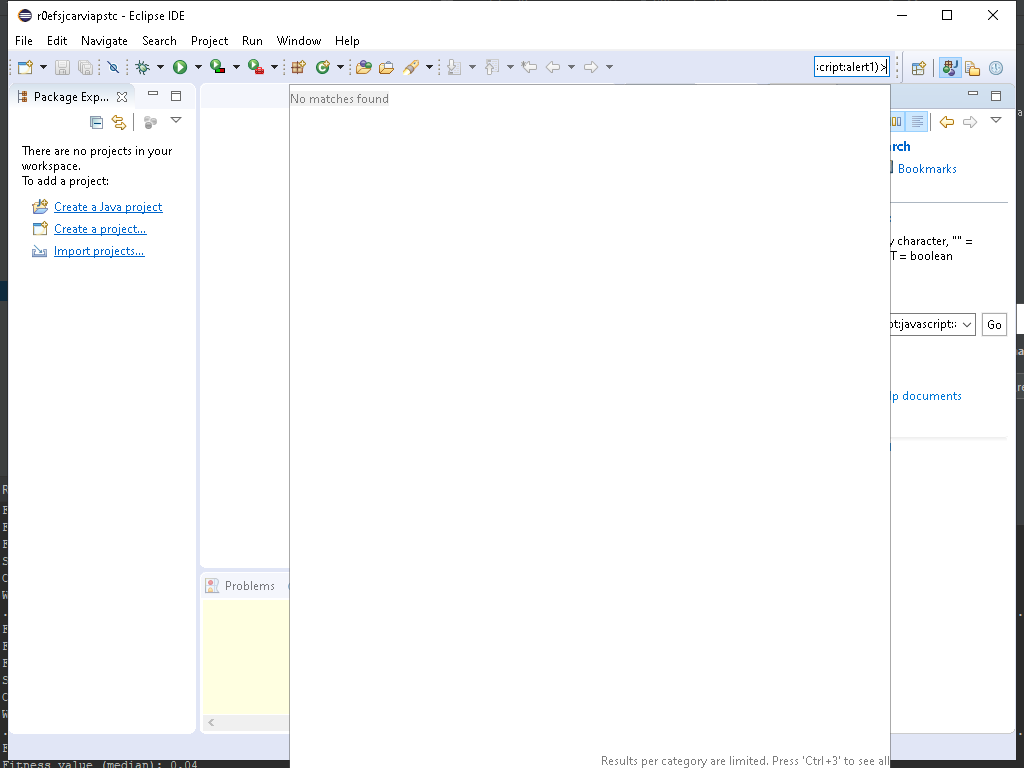 r0efsjcarviapstc - Eclipse IDE
File Edit Navigate Search Project Run Window Help
:cript:alert1)>
Package Exp...
No matches found
There are no projects in your
workspace.
To add a project:
Create a Java project
Create a project...
Import projects...
rch
Bookmarks
y character, "" =
T = boolean
ot:javascript::
Go
lp documents
Problems
Results per category are limited. Press 'Ctrl+3' to see all
Fitness value (median): 0.04